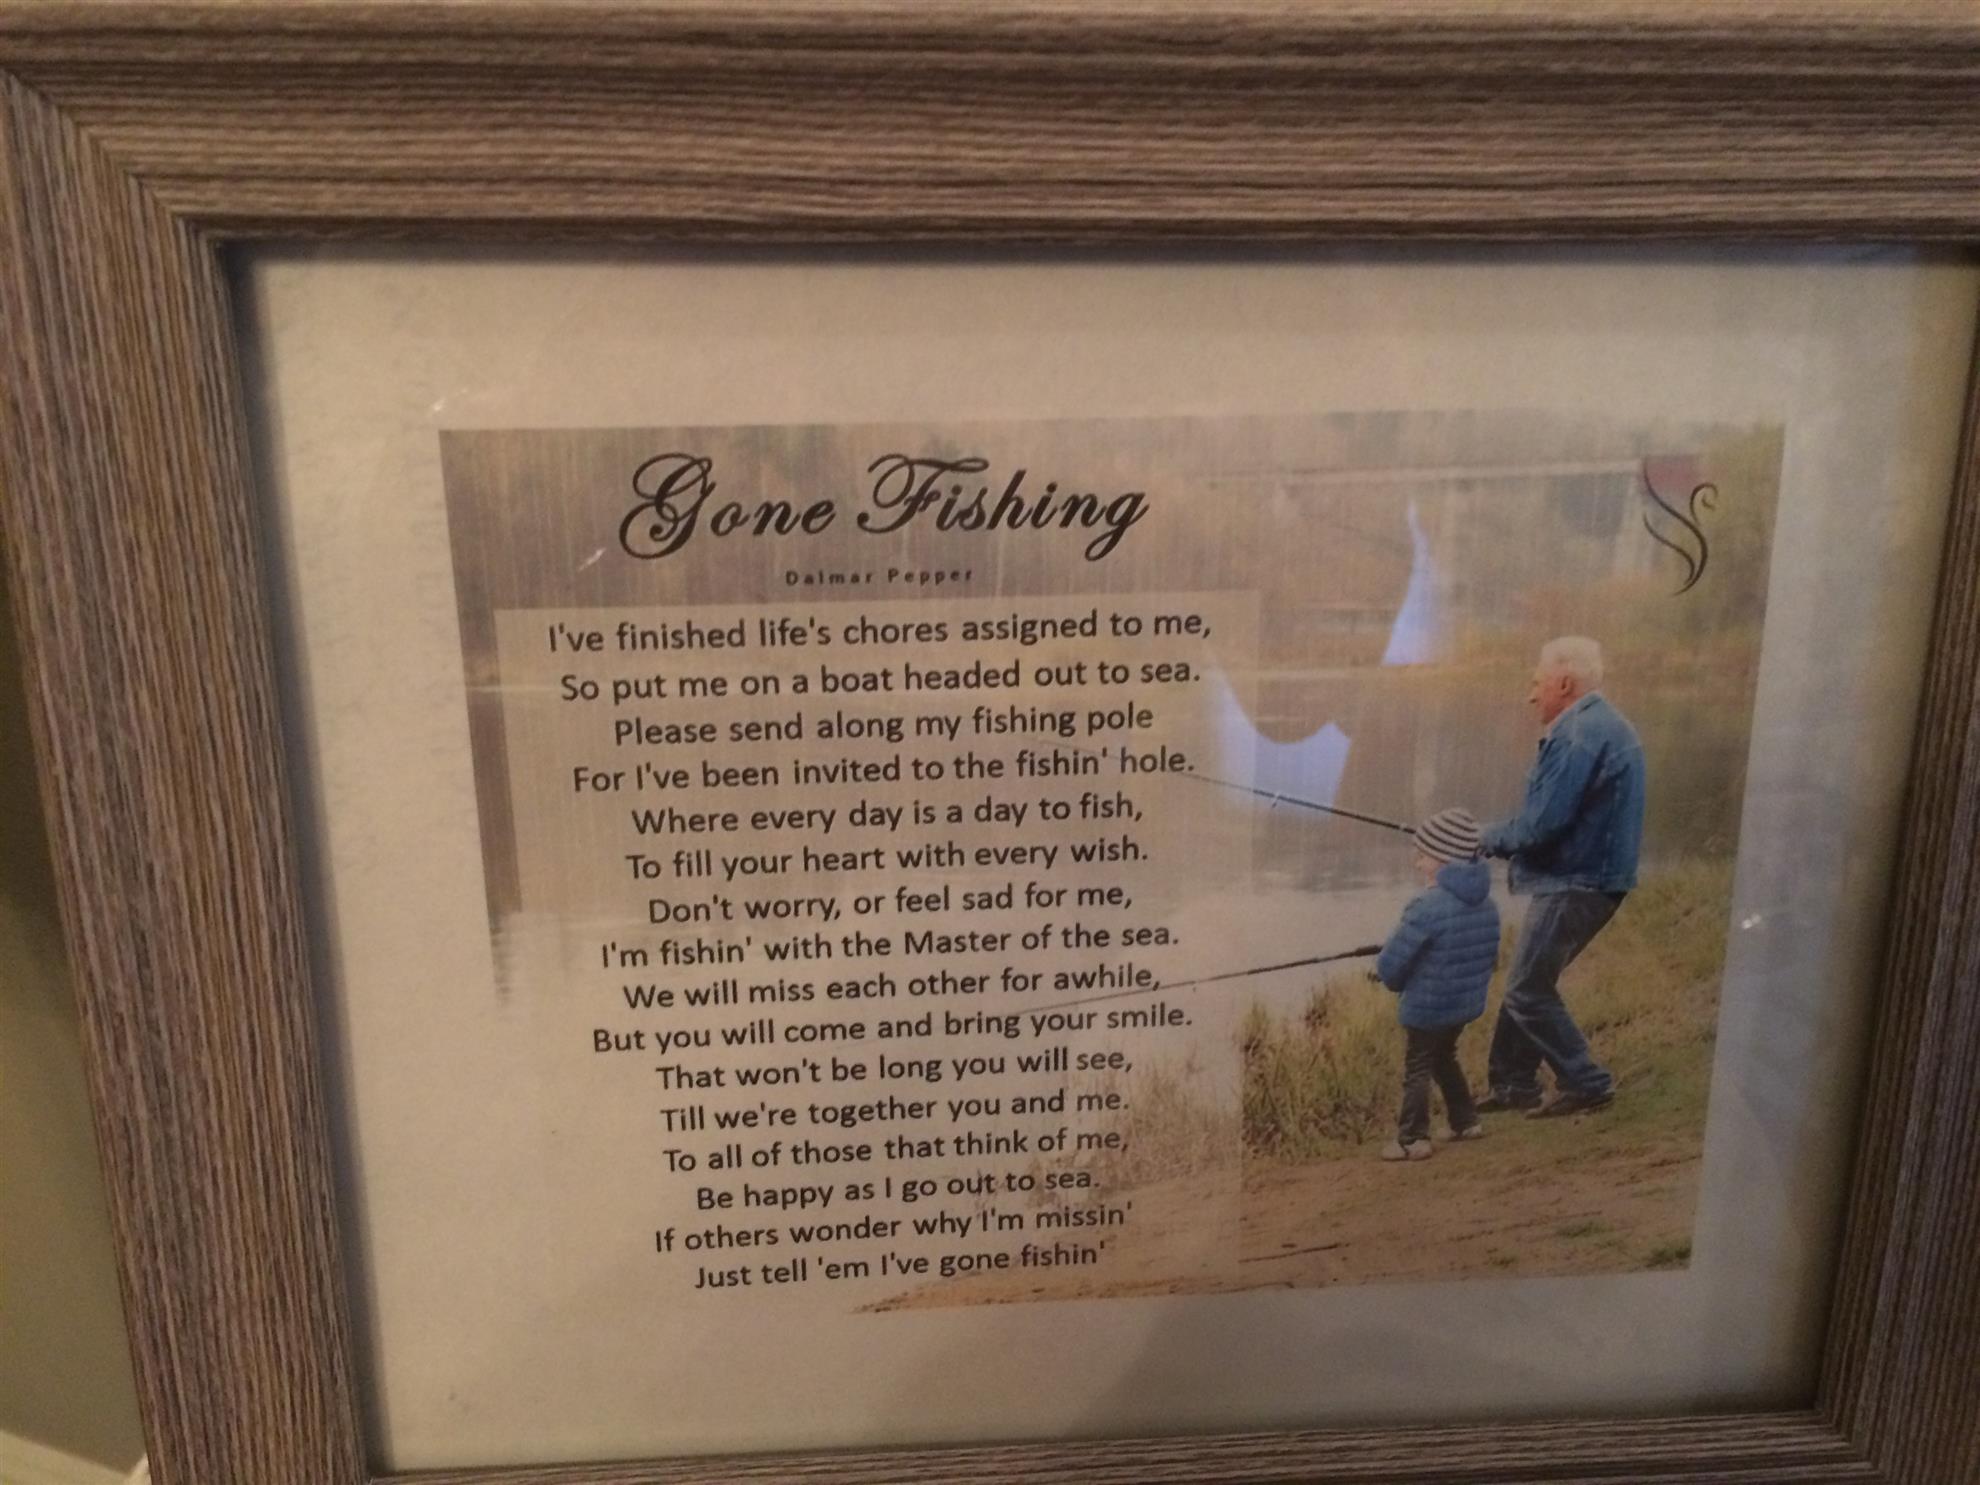 Gone Fishing
Dalmar Pepper
I've finished life's chores assigned to me,
So put me on a boat headed out to sea.
Please send along my fishing pole
For I've been invited to the fishin' hole.
Where every day is a day to fish,
To fill your heart with every wish.
Don't worry, or feel sad for me,
I'm fishin' with the Master of the sea.
We will miss each other for awhile,
But you will come and bring your smile.
That won't be long you will see,
Till we're together you and me.
To all of those that think of me,
Be happy as I go out to sea.
If others wonder why I'm missin'
Just tell 'em I've gone fishin'